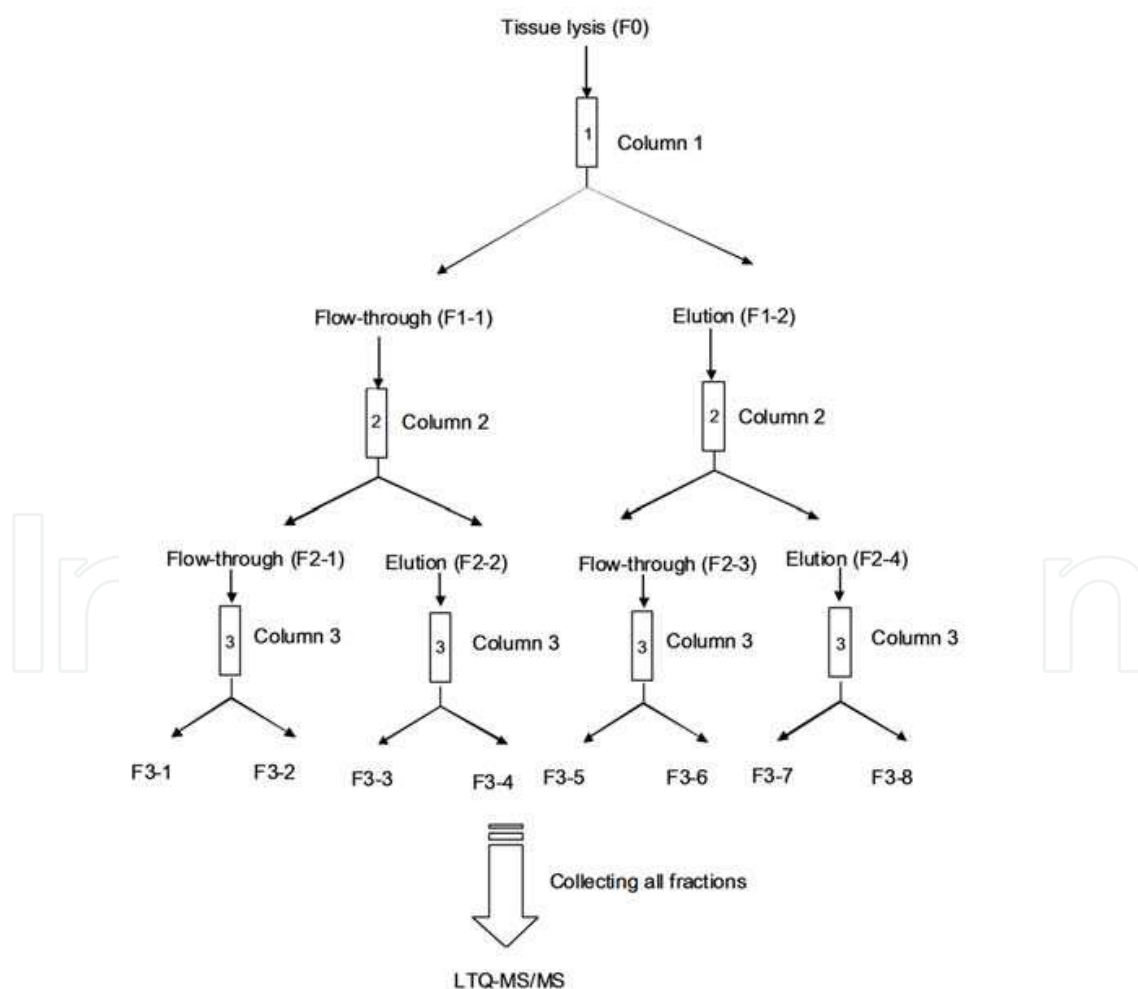 Tissue lysis (F0)
1
Column 1
Flow-through (F1-1)
Elution (F1-2)
2
Column 2
2
Column 2
Flow-through (F2-1)
Elution (F2-2)
Flow-through (F2-3)
Elution (F2-4)
3
Column 3
3
Column 3
3
Column 3
3
Column 3
F3-1
F3-2
F3-3
F3-4
F3-5
F3-6
F3-7
F3-8
Collecting all fractions
LTQ-MS/MS